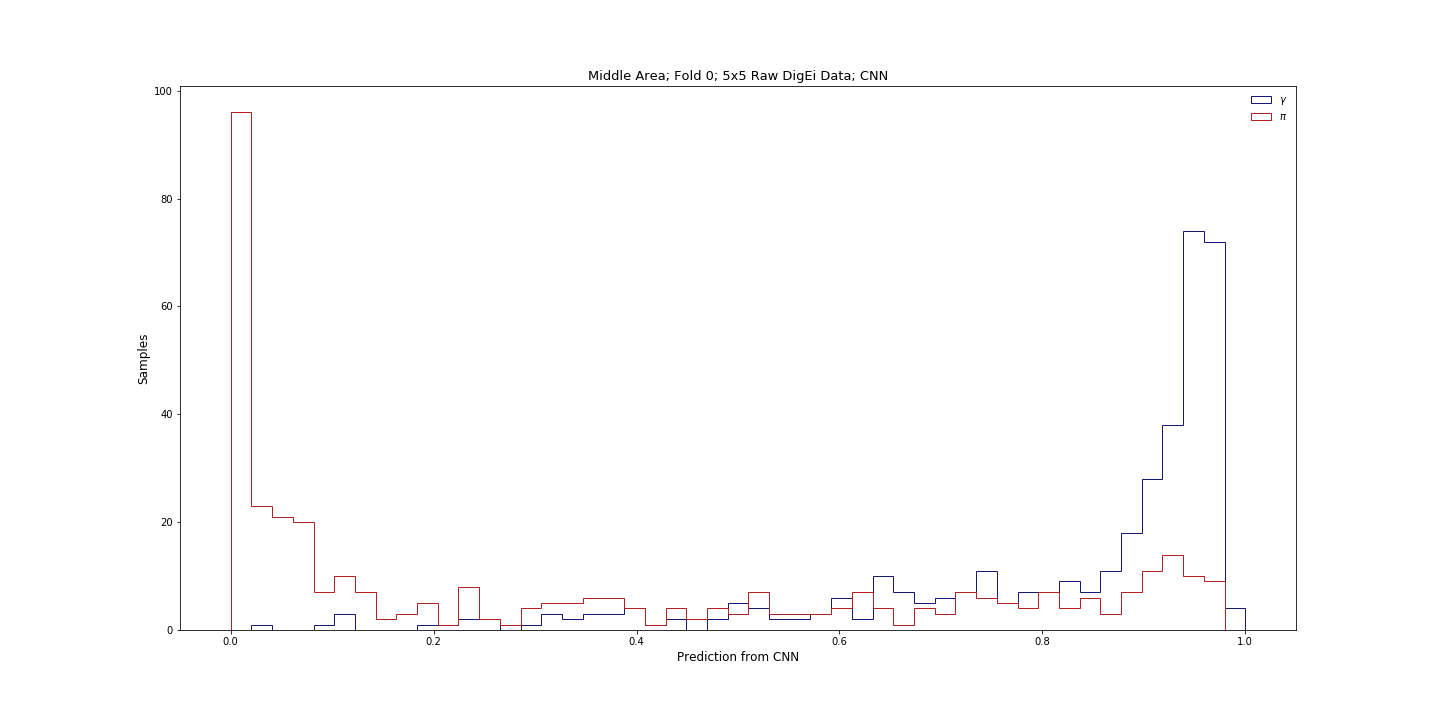 Middle Area; Fold 0; 5x5 Raw DigEi Data; CNN
γ
π
100
80
60
40
20
0
Samples
0.0 0.2 0.4 0.6 0.8 1.0
Prediction from CNN